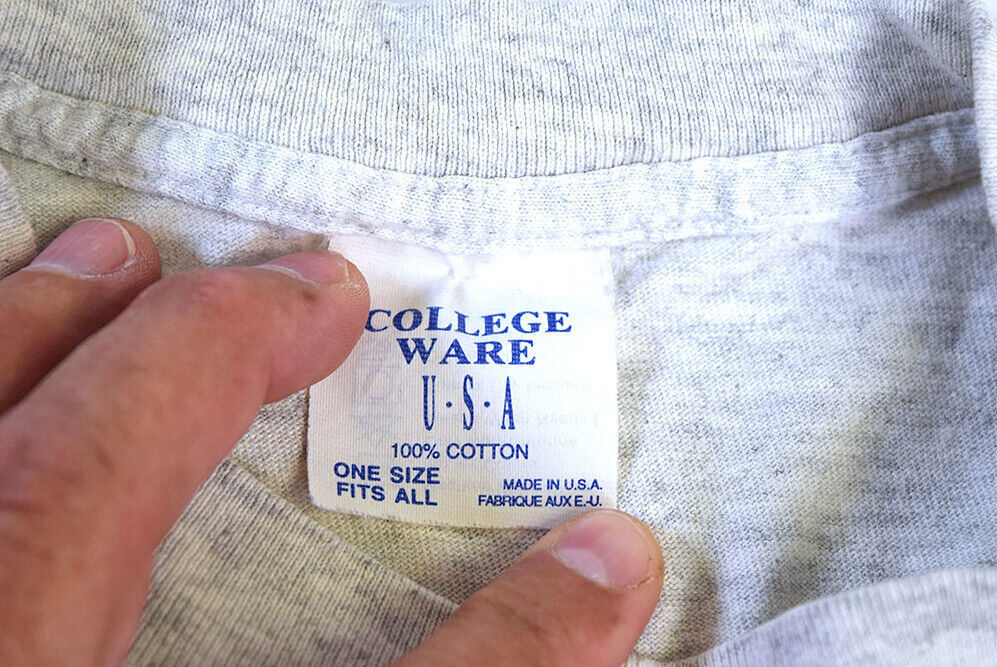 COLLEGE
WARE
U·S·A
100% COTTON
ONE SIZE
FITS ALL
MADE IN U.S.A.
FABRIQUE AUX E.-U.